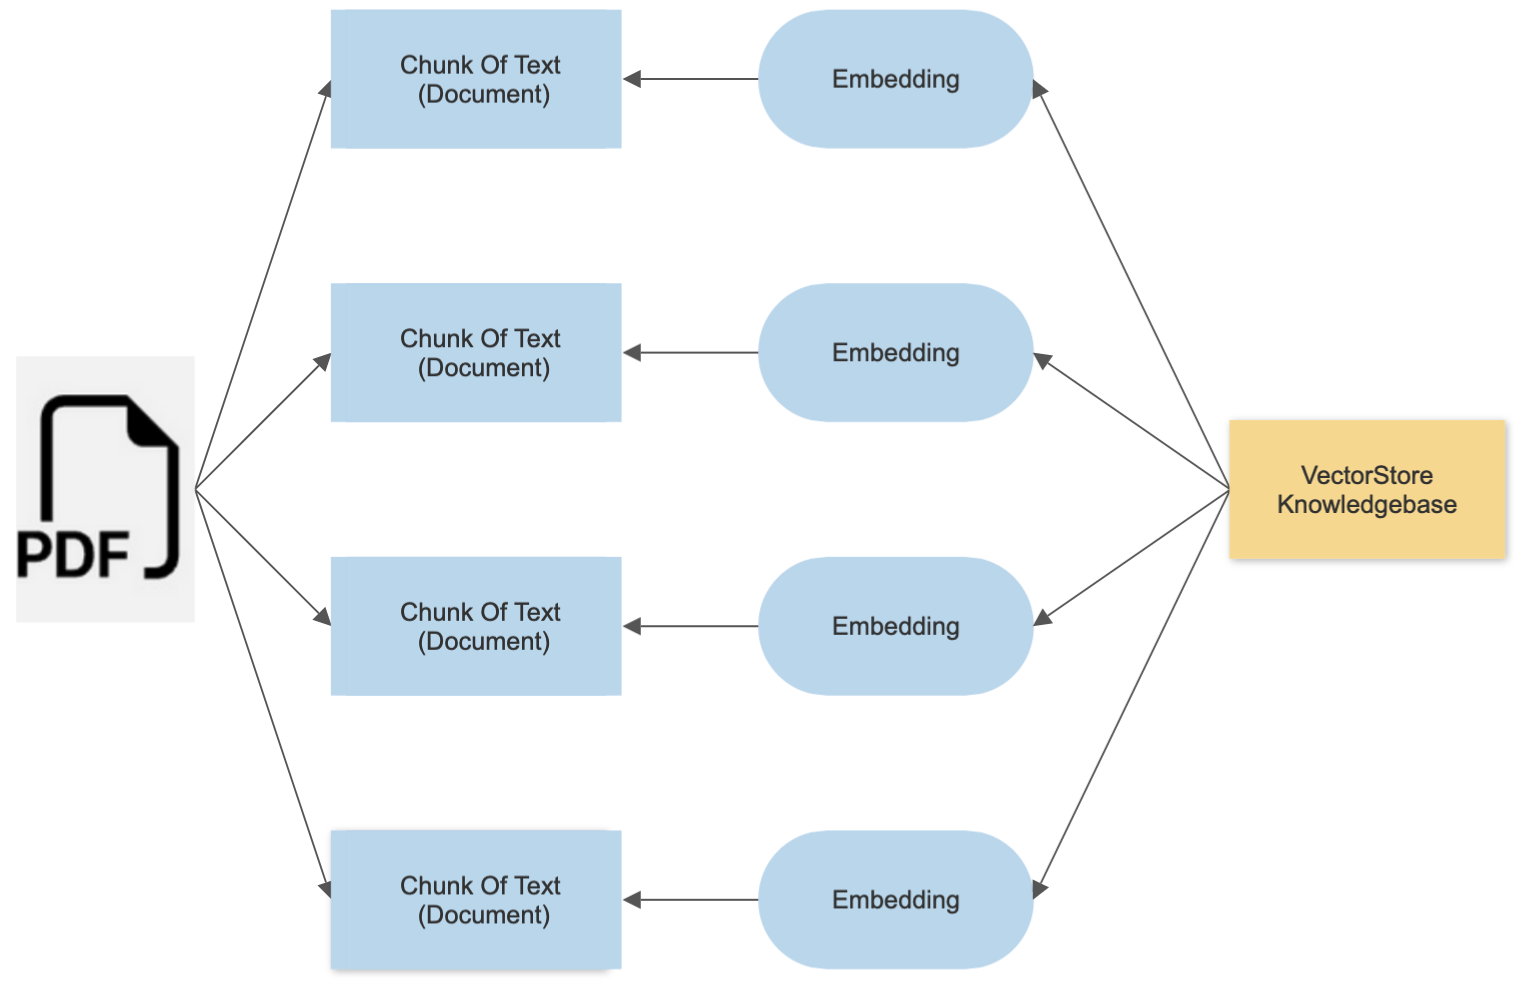 Chunk Of Text
(Document)
Embedding
Chunk Of Text
(Document)
Embedding
PDF
VectorStore
Knowledgebase
Chunk Of Text
(Document)
Embedding
Chunk Of Text
(Document)
Embedding